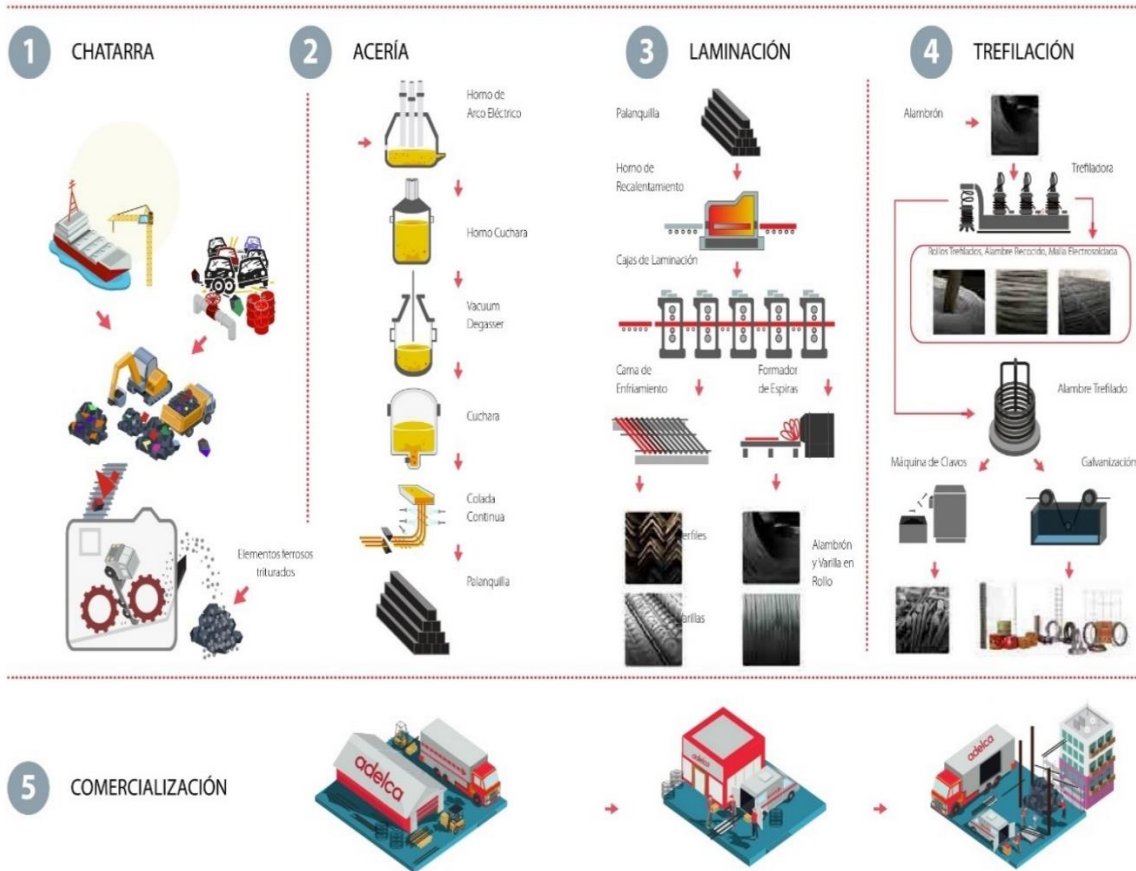 1 CHATARRA
Elementos ferrosos
triturados
2 ACERÍA
Horno de
Arco Eléctrico
Horno Cuchara
Vacuum
Degasser
Cuchara
Colada
Continua
Palanquilla
3 LAMINACIÓN
Palanquilla
Horno de
Recalentamiento
Cajas de Laminación
Cama de
Enfriamiento
Formador
de Espiras
erfiles
arillas
Alambrón
y Varilla en
Rollo
4 TREFILACIÓN
Alambrón
Trefiladora
Rollos Trefilados, Alambre Recocido, Malla Electrosoldada
Alambre Trefilado
Máquina de Clavos
Galvanización
5 COMERCIALIZACIÓN
adelca
adelca
adelca